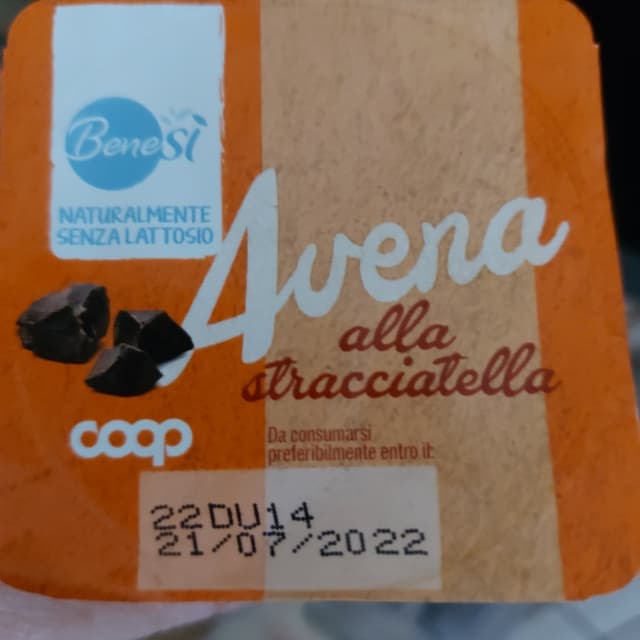 BeneSì
NATURALMENTE
SENZA LATTOSIO
Avena
alla
stracciatella
coop
Da consumarsi
preferibilmente entro il:
22DU14
21/07/2022